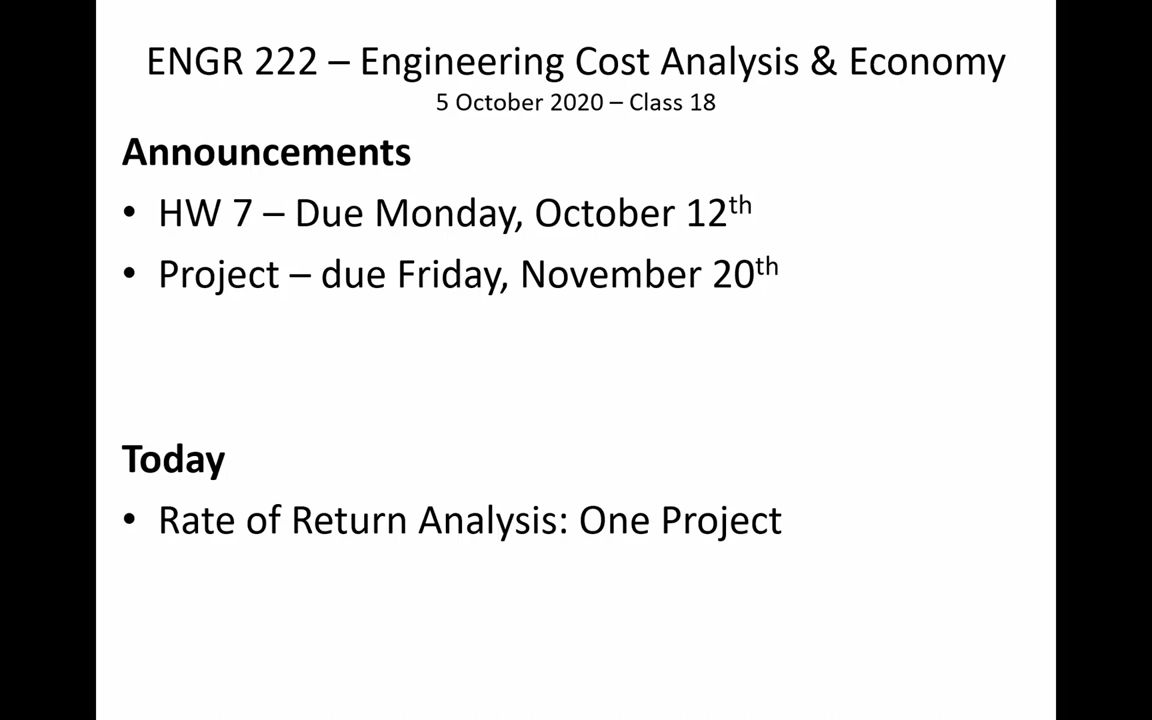 ENGR 222 – Engineering Cost Analysis & Economy
5 October 2020 – Class 18
Announcements
• HW 7 – Due Monday, October 12th
• Project – due Friday, November 20th
Today
• Rate of Return Analysis: One Project